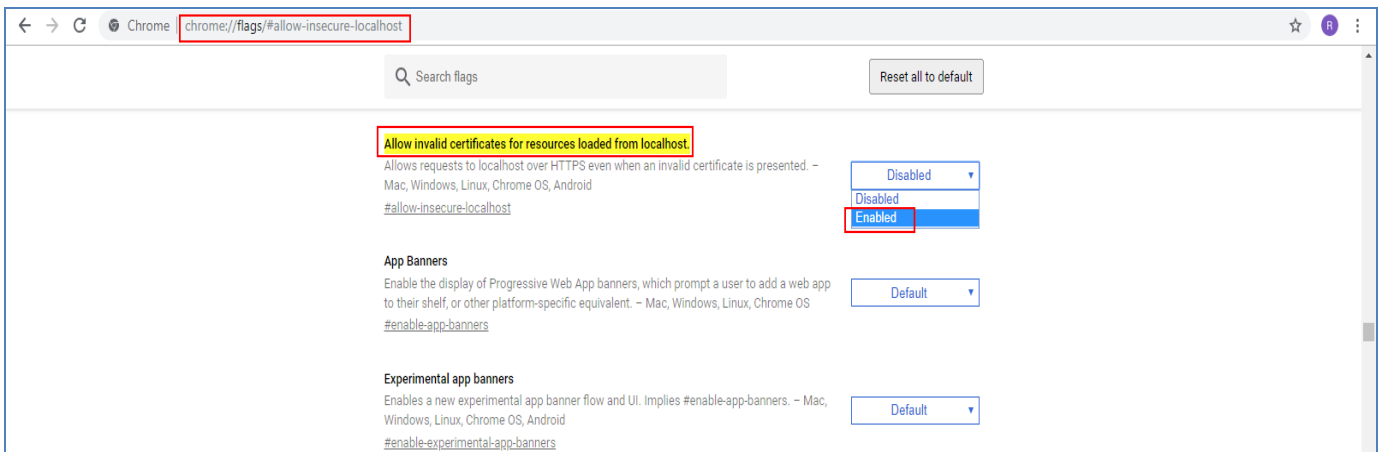 Chrome | chrome://flags/#allow-insecure-localhost
R
Search flags
Reset all to default
Allow invalid certificates for resources loaded from localhost.
Allows requests to localhost over HTTPS even when an invalid certificate is presented. –
Mac, Windows, Linux, Chrome OS, Android
#allow-insecure-localhost
Disabled
Disabled
Enabled
App Banners
Enable the display of Progressive Web App banners, which prompt a user to add a web app
to their shelf, or other platform-specific equivalent. – Mac, Windows, Linux, Chrome OS
#enable-app-banners
Default
Experimental app banners
Enables a new experimental app banner flow and UI. Implies #enable-app-banners. – Mac,
Windows, Linux, Chrome OS, Android
#enable-experimental-app-banners
Default